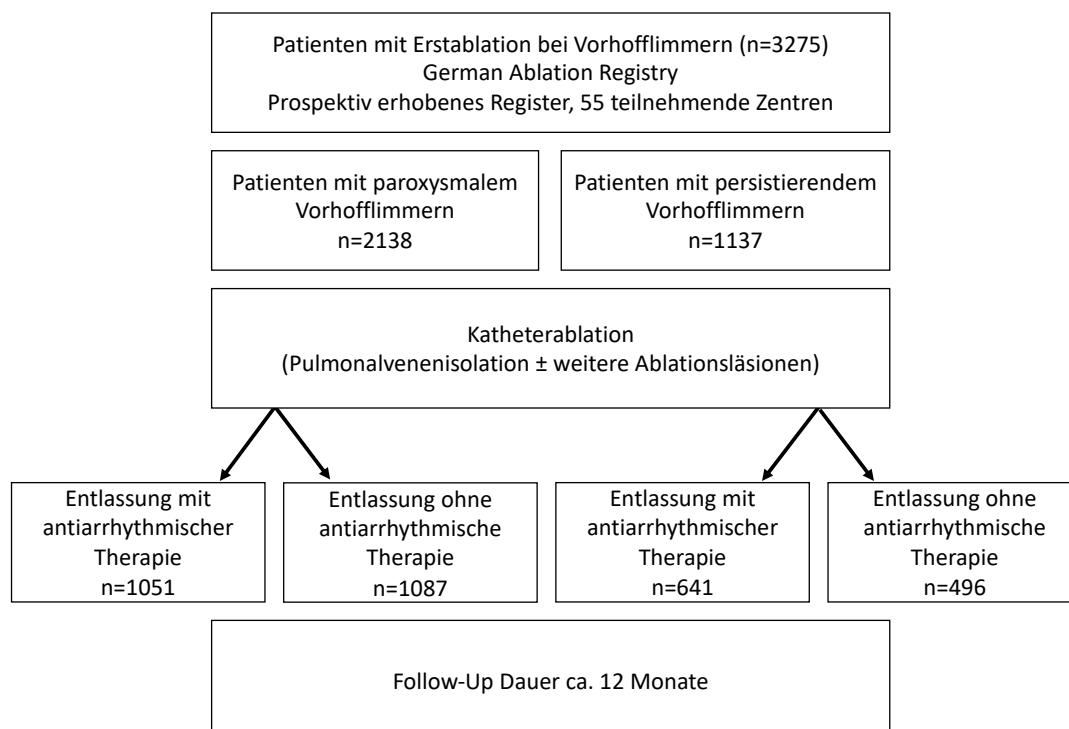 Patienten mit Erstablation bei Vorhofflimmern (n=3275)
German Ablation Registry
Prospektiv erhobenes Register, 55 teilnehmende Zentren
Patienten mit paroxysmalem
Vorhofflimmern
n=2138
Patienten mit persistierendem
Vorhofflimmern
n=1137
Katheterablation
(Pulmonalvenenisolation ± weitere Ablationsläsionen)
Entlassung mit
antiarrhythmischer
Therapie
n=1051
Entlassung ohne
antiarrhythmische
Therapie
n=1087
Entlassung mit
antiarrhythmischer
Therapie
n=641
Entlassung ohne
antiarrhythmische
Therapie
n=496
Follow-Up Dauer ca. 12 Monate